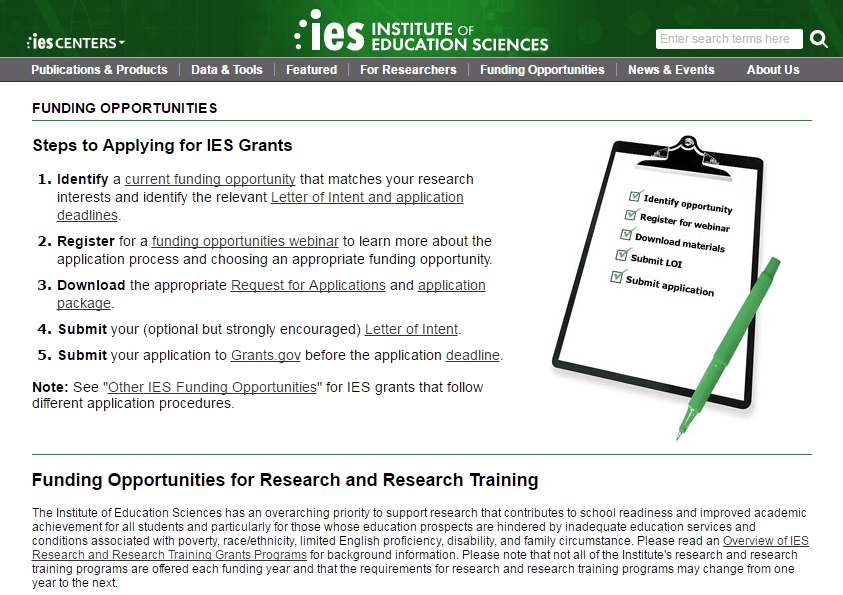 ies CENTERS
ies INSTITUTE OF
EDUCATION SCIENCES
Enter search terms here
Publications & Products
Data & Tools
Featured
For Researchers
Funding Opportunities
News & Events
About Us
FUNDING OPPORTUNITIES
Steps to Applying for IES Grants
1. Identify a current funding opportunity that matches your research
interests and identify the relevant Letter of Intent and application
deadlines.
2. Register for a funding opportunities webinar to learn more about the
application process and choosing an appropriate funding opportunity.
3. Download the appropriate Request for Applications and application
package.
4. Submit your (optional but strongly encouraged) Letter of Intent.
5. Submit your application to Grants.gov before the application deadline.
Note: See "Other IES Funding Opportunities" for IES grants that follow
different application procedures.
Identify opportunity
Register for webinar
Download materials
Submit LOI
Submit application
Funding Opportunities for Research and Research Training
The Institute of Education Sciences has an overarching priority to support research that contributes to school readiness and improved academic
achievement for all students and particularly for those whose education prospects are hindered by inadequate education services and
conditions associated with poverty, race/ethnicity, limited English proficiency, disability, and family circumstance. Please read an Overview of IES
Research and Research Training Grants Programs for background information. Please note that not all of the Institute's research and research
training programs are offered each funding year and that the requirements for research and research training programs may change from one
year to the next.